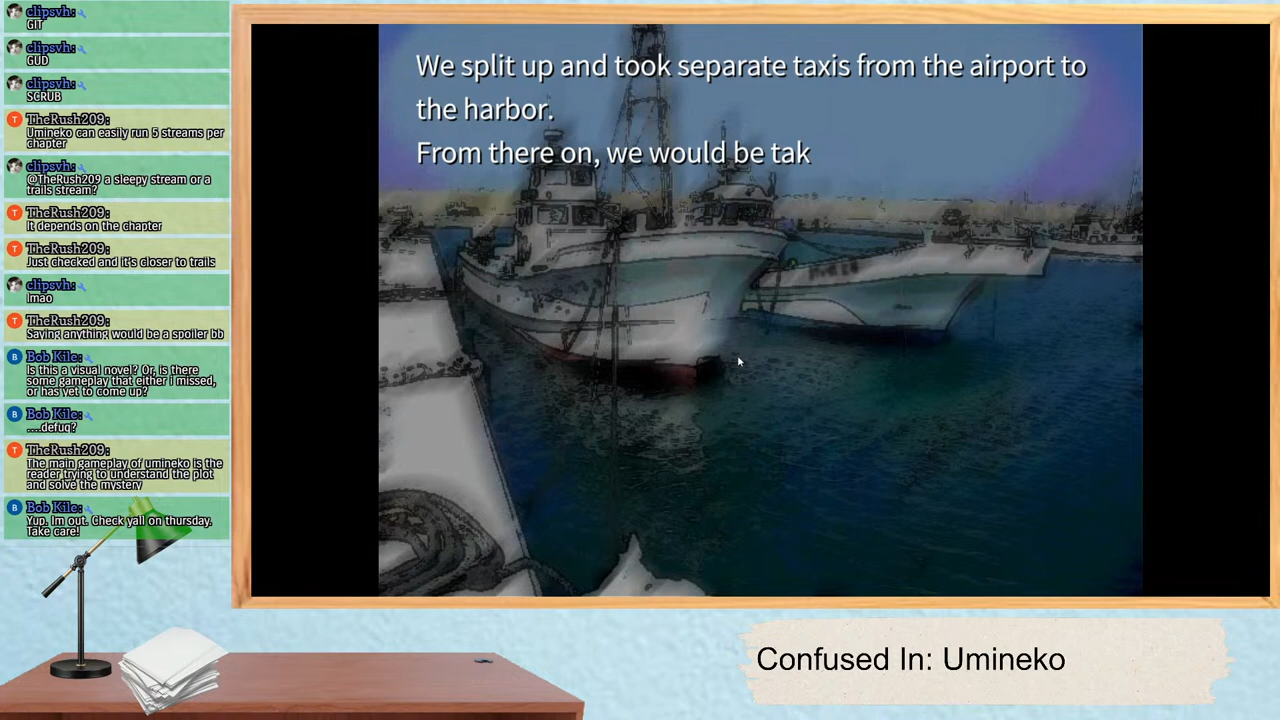 clipsvh:
GIT
clipsvh:
GUD
clipsvh:
SCRUB
T TheRush209:
Umineko can easily run 5 streams per
chapter
clipsvh:
@TheRush209 a sleepy stream or a
trails stream?
T TheRush209:
It depends on the chapter
T TheRush209:
Just checked and it's closer to trails
clipsvh:
lmao
T TheRush209:
Saying anything would be a spoiler bb
B Bob Kile:
Is this a visual novel? Or, is there
some gameplay that either i missed,
or has yet to come up?
B Bob Kile:
....defuq?
T TheRush209:
The main gameplay of umineko is the
reader trying to understand the plot
and solve the mystery
B Bob Kile:
Yup. Im out. Check yall on thursday.
Take care!
We split up and took separate taxis from the airport to
the harbor.
From there on, we would be tak
Confused In: Umineko